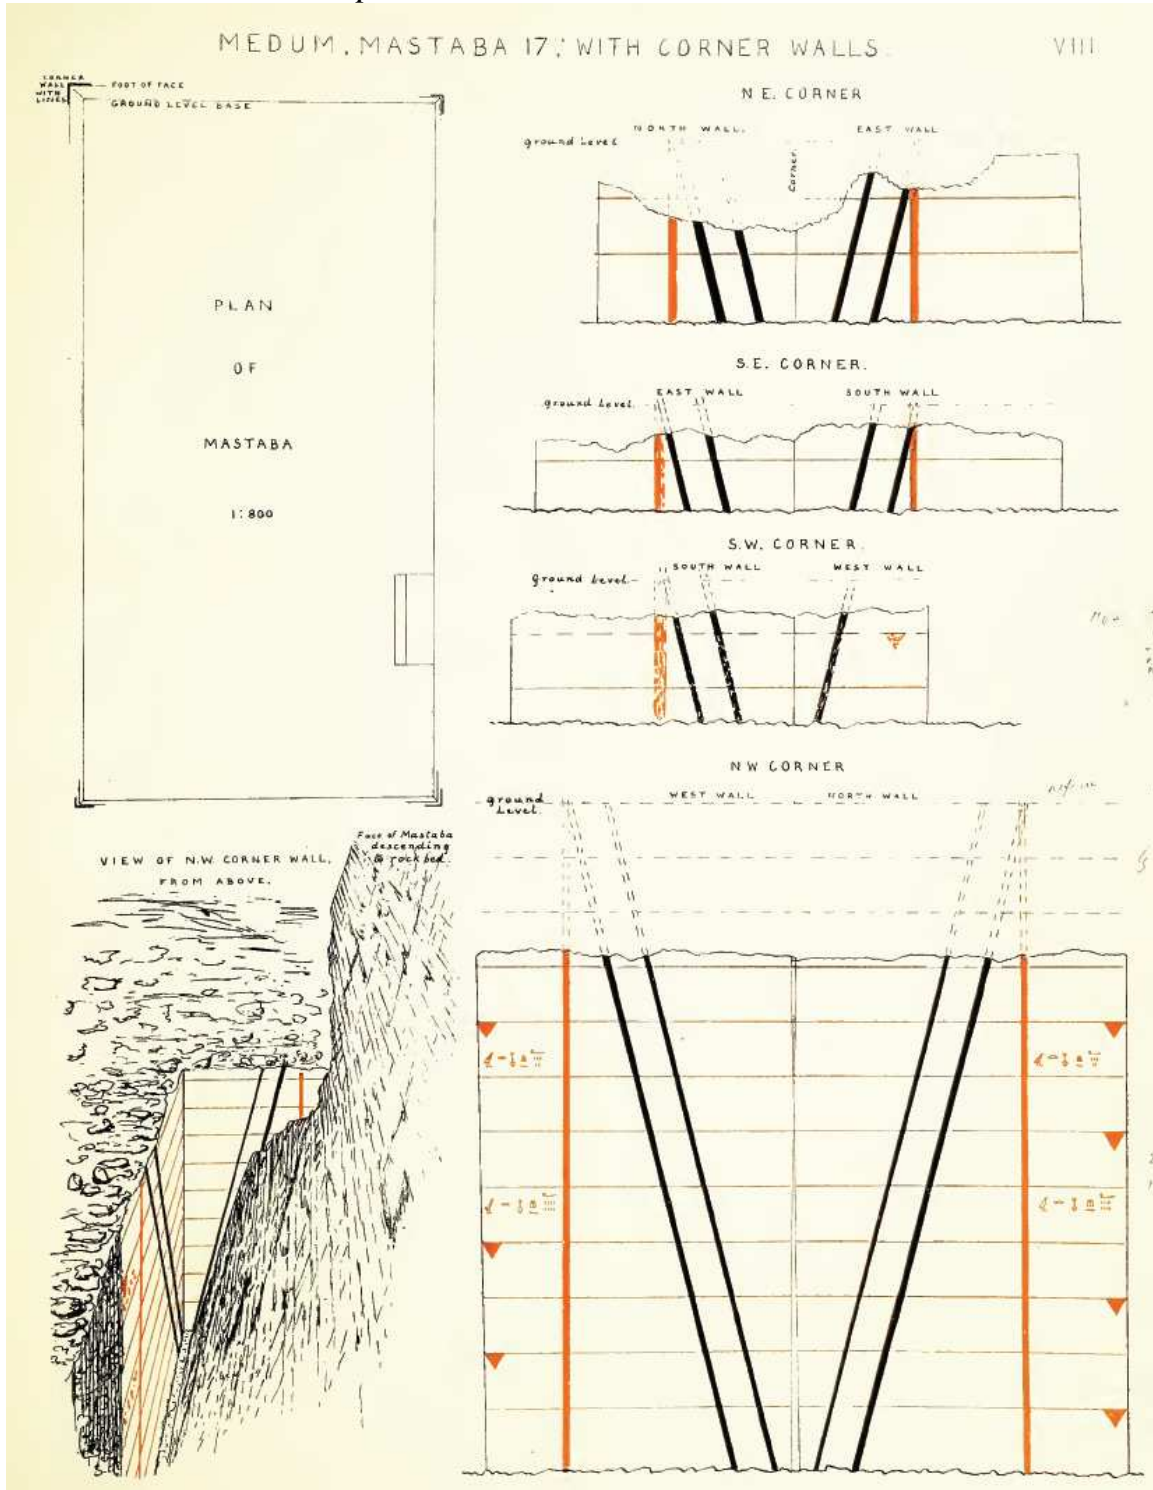 MEDUM, MASTABA 17, WITH CORNER WALLS.
VIII
CORNER
WALL
WITH
LINES
FOOT OF FACE
GROUND LEVEL BASE
PLAN
OF
MASTABA
1:800
N E. CORNER
NORTH WALL.
EAST WALL
ground Level
Corner.
S.E. CORNER.
EAST WALL
SOUTH WALL
ground Level.
S.W. CORNER.
SOUTH WALL
WEST WALL
ground Level
NW CORNER
WEST WALL
NORTH WALL
ground
Level.
VIEW OF N.W. CORNER WALL,
FROM ABOVE.
Face of Mastaba
descending
to rock bed.